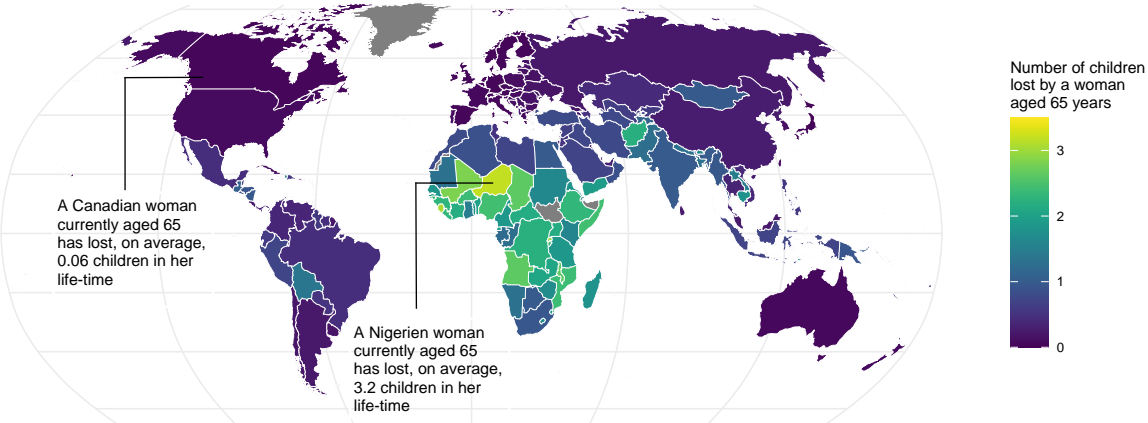 Number of children
lost by a woman
aged 65 years
3
2
1
0
A Canadian woman
currently aged 65
has lost, on average,
0.06 children in her
life-time
A Nigerien woman
currently aged 65
has lost, on average,
3.2 children in her
life-time